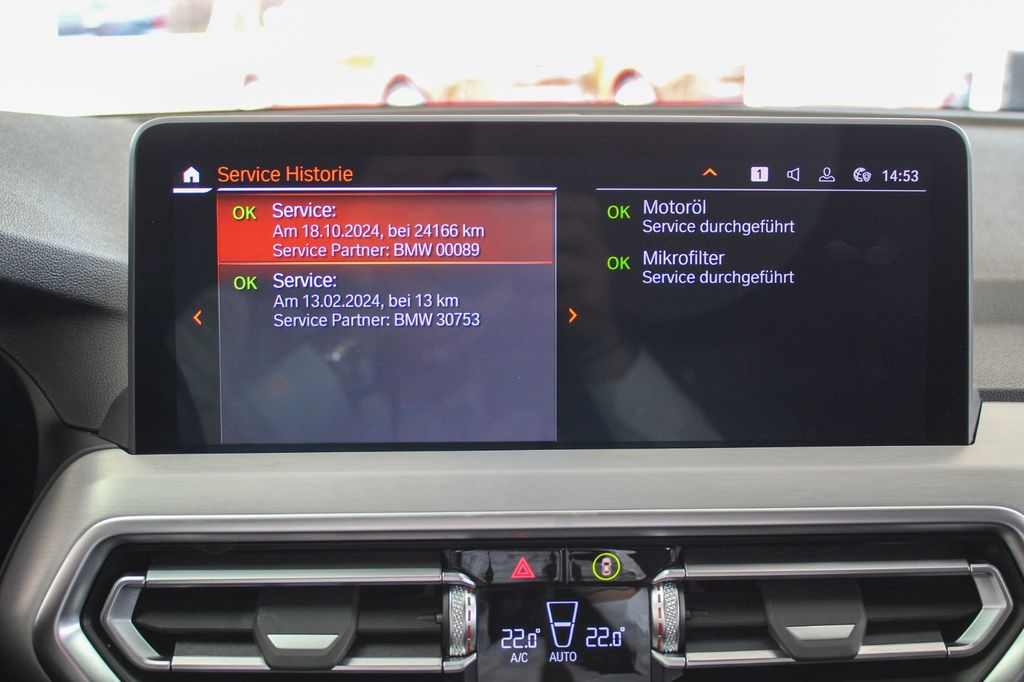 Service Historie
1
14:53
OK Service:
Am 18.10.2024, bei 24166 km
Service Partner: BMW 00089
OK Service:
Am 13.02.2024, bei 13 km
Service Partner: BMW 30753
OK Motoröl
Service durchgeführt
OK Mikrofilter
Service durchgeführt
22.0° 22.0°
A/C AUTO